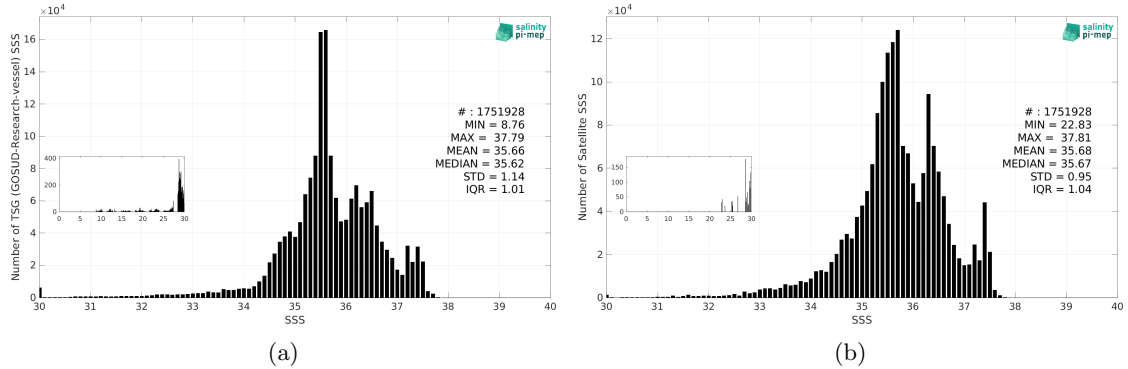 ×10⁴
16
14
12
10
8
6
4
2
0
Number of TSG (GOSUD-Research-vessel) SSS
salinity
pi-mep
# : 1751928
MIN = 8.76
MAX = 37.79
MEAN = 35.66
MEDIAN = 35.62
STD = 1.14
IQR = 1.01
400
200
0
0 5 10 15 20 25 30
30 31 32 33 34 35 36 37 38 39 40
SSS
(a)
×10⁴
12
10
8
6
4
2
0
Number of Satellite SSS
salinity
pi-mep
# : 1751928
MIN = 22.83
MAX = 37.81
MEAN = 35.68
MEDIAN = 35.67
STD = 0.95
IQR = 1.04
150
100
50
0
0 5 10 15 20 25 30
30 31 32 33 34 35 36 37 38 39 40
SSS
(b)